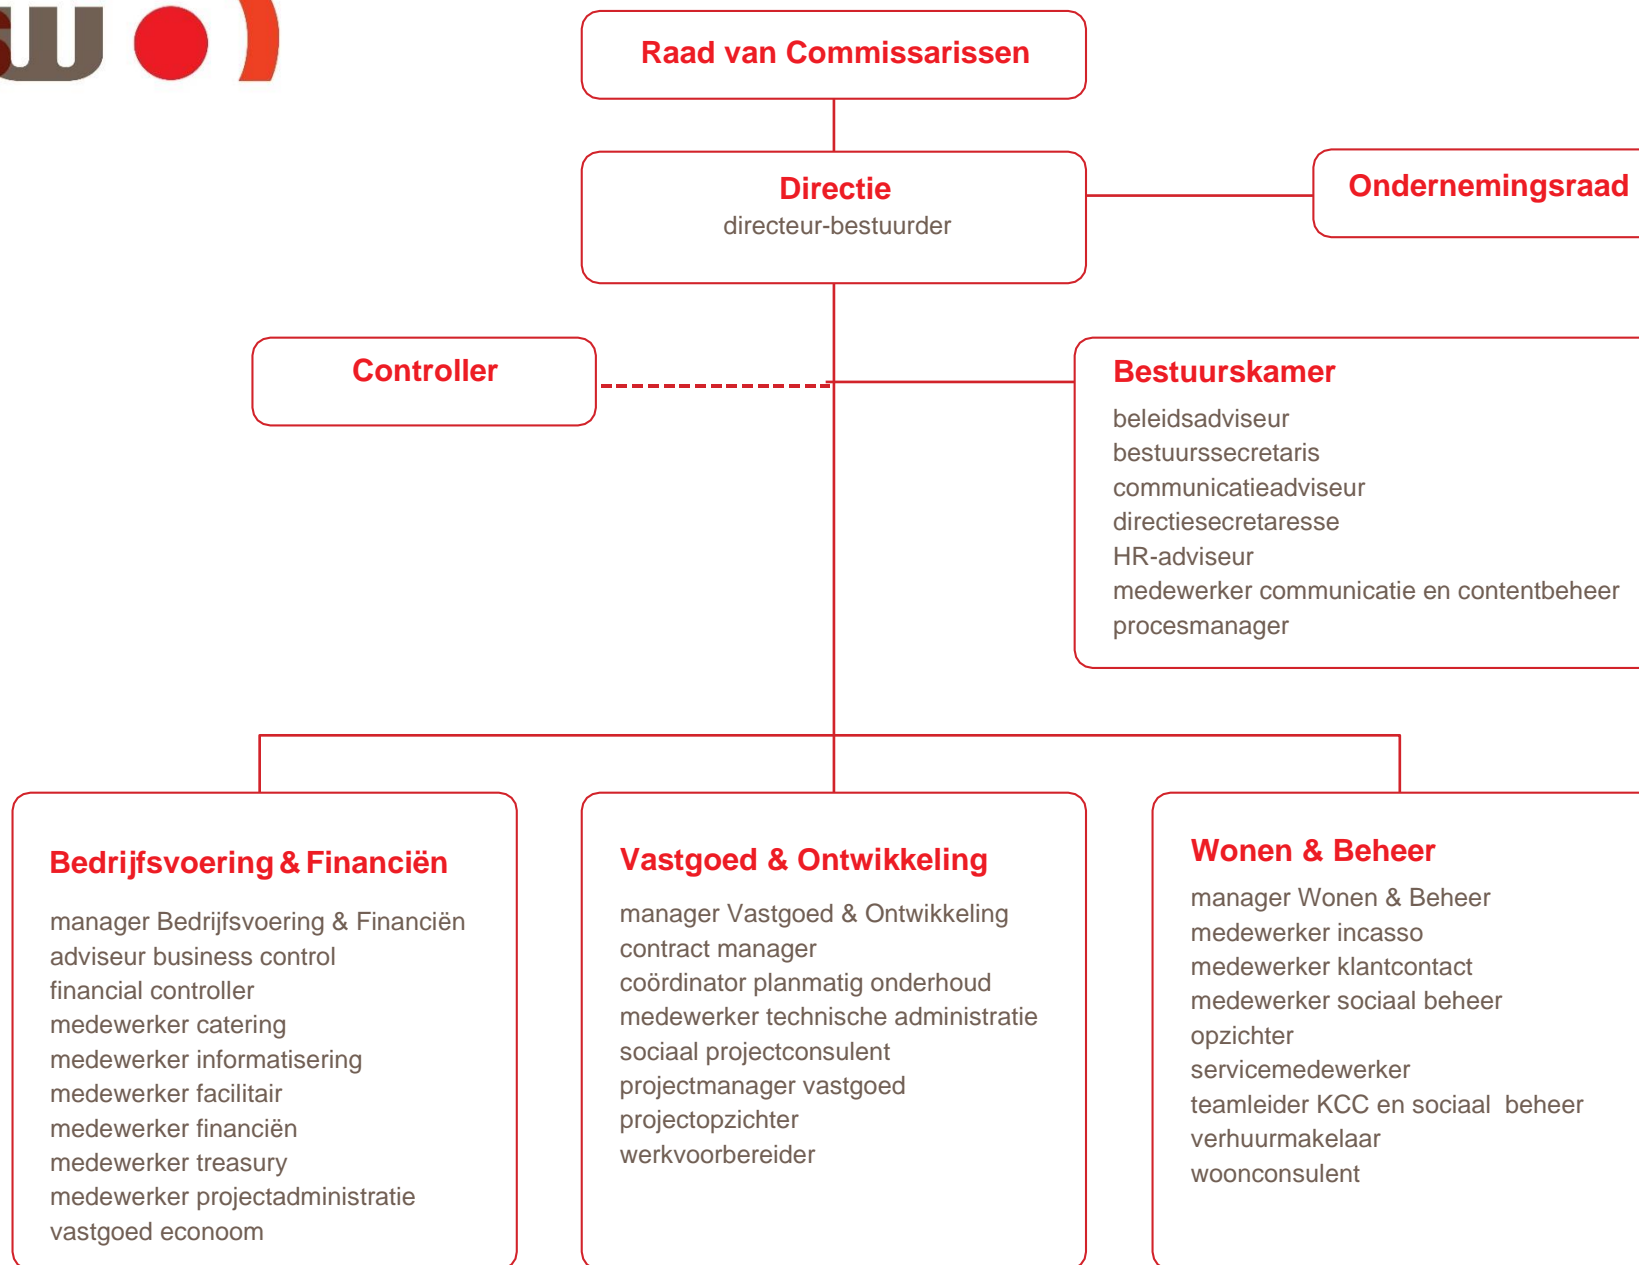 Raad van Commissarissen
Directie
directeur-bestuurder
Ondernemingsraad
Controller
Bestuurskamer
beleidsadviseur
bestuurssecretaris
communicatieadviseur
directiesecretaresse
HR-adviseur
medewerker communicatie en contentbeheer
procesmanager
Bedrijfsvoering & Financiën
manager Bedrijfsvoering & Financiën
adviseur business control
financial controller
medewerker catering
medewerker informatisering
medewerker facilitair
medewerker financiën
medewerker treasury
medewerker projectadministratie
vastgoed econoom
Vastgoed & Ontwikkeling
manager Vastgoed & Ontwikkeling
contract manager
coördinator planmatig onderhoud
medewerker technische administratie
sociaal projectconsulent
projectmanager vastgoed
projectopzichter
werkvoorbereider
Wonen & Beheer
manager Wonen & Beheer
medewerker incasso
medewerker klantcontact
medewerker sociaal beheer
opzichter
servicemedewerker
teamleider KCC en sociaal  beheer
verhuurmakelaar
woonconsulent